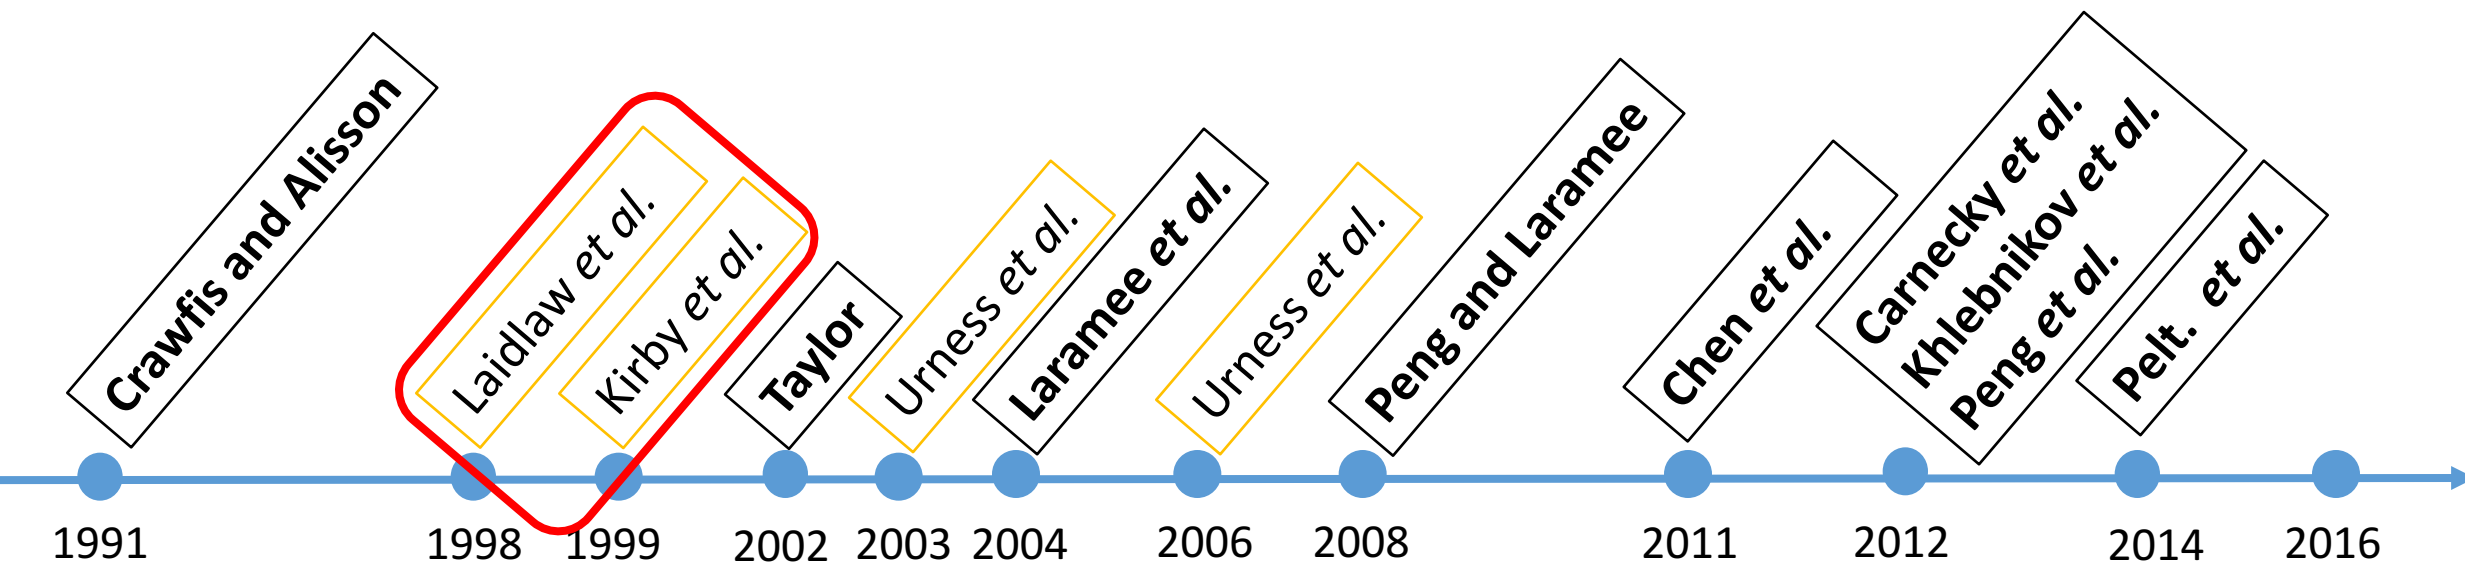 Crawfis and Alisson
Laidlaw et al.
Kirby et al.
Taylor
Urness et al.
Laramee et al.
Urness et al.
Peng and Laramee
Chen et al.
Carnecky et al.
Khlebnikov et al.
Peng et al.
Pelt. et al.
1991 1998 1999 2002 2003 2004 2006 2008 2011 2012 2014 2016